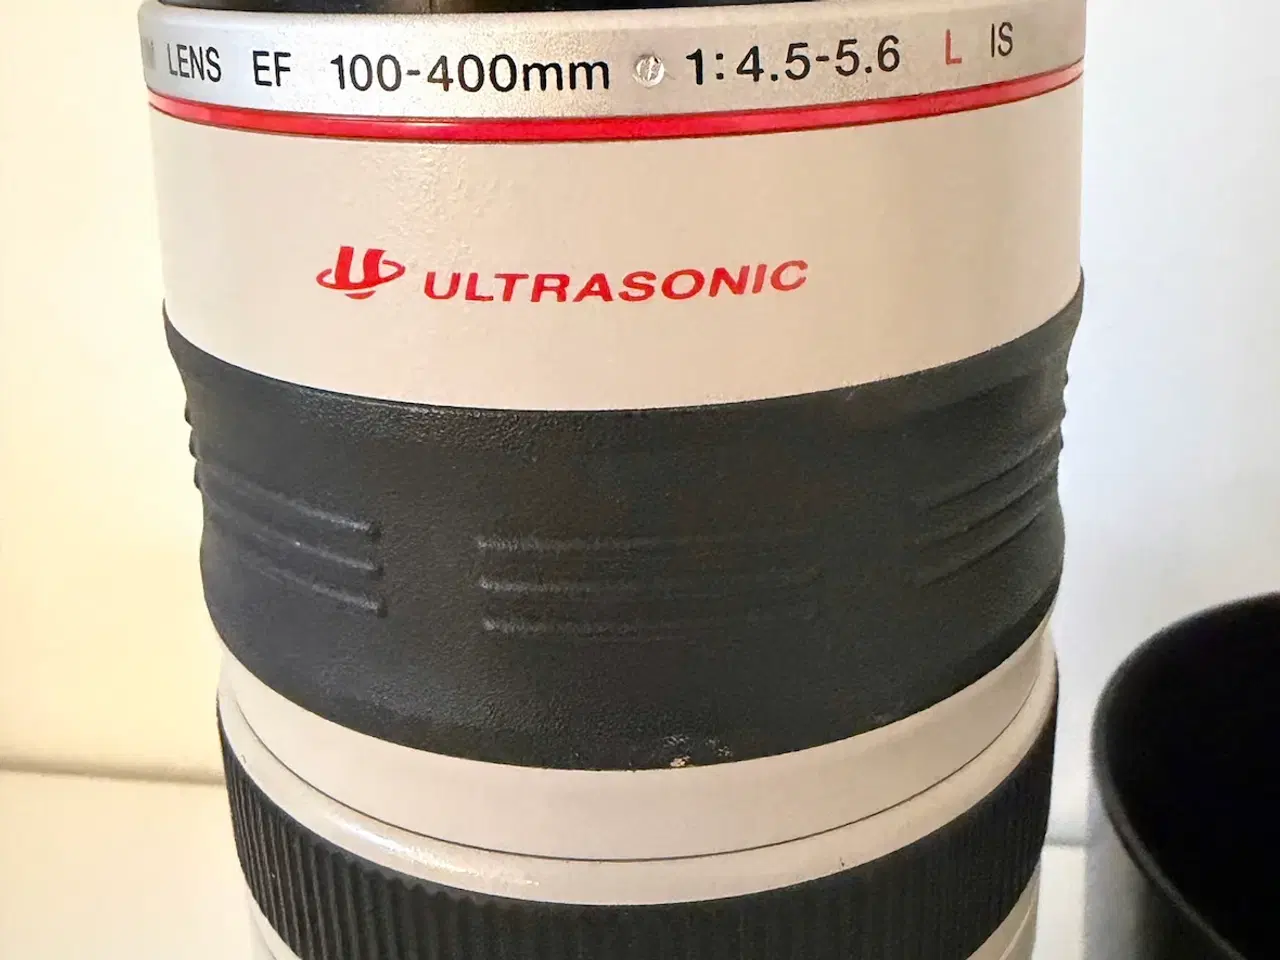 LENS EF 100-400mm 1:4.5-5.6 L IS
ULTRASONIC